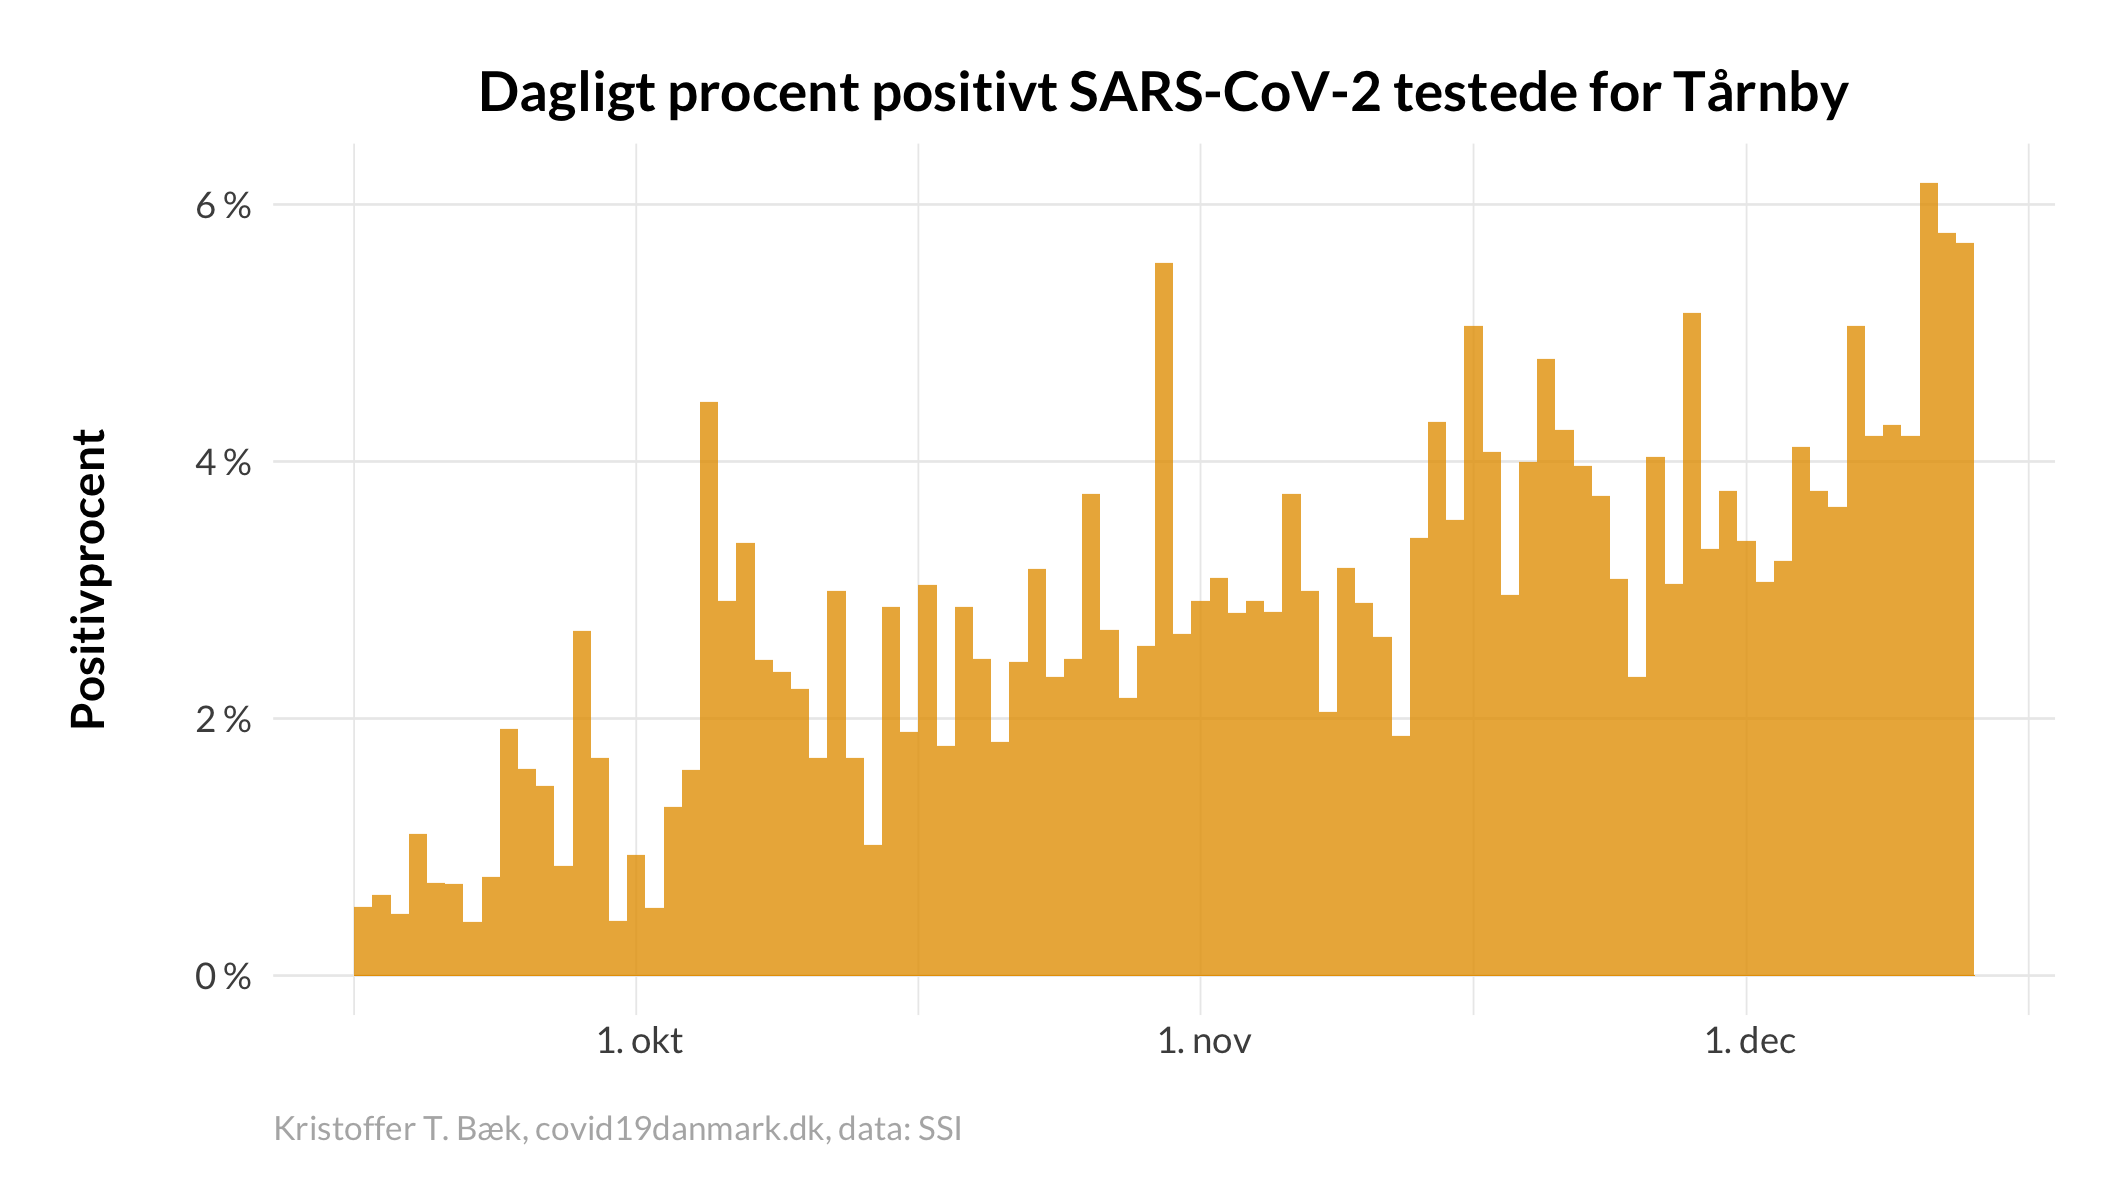 Dagligt procent positivt SARS-CoV-2 testede for Tårnby
Positivprocent
6 %
4 %
2 %
0 %
1. okt
1. nov
1. dec
Kristoffer T. Bæk, covid19danmark.dk, data: SSI